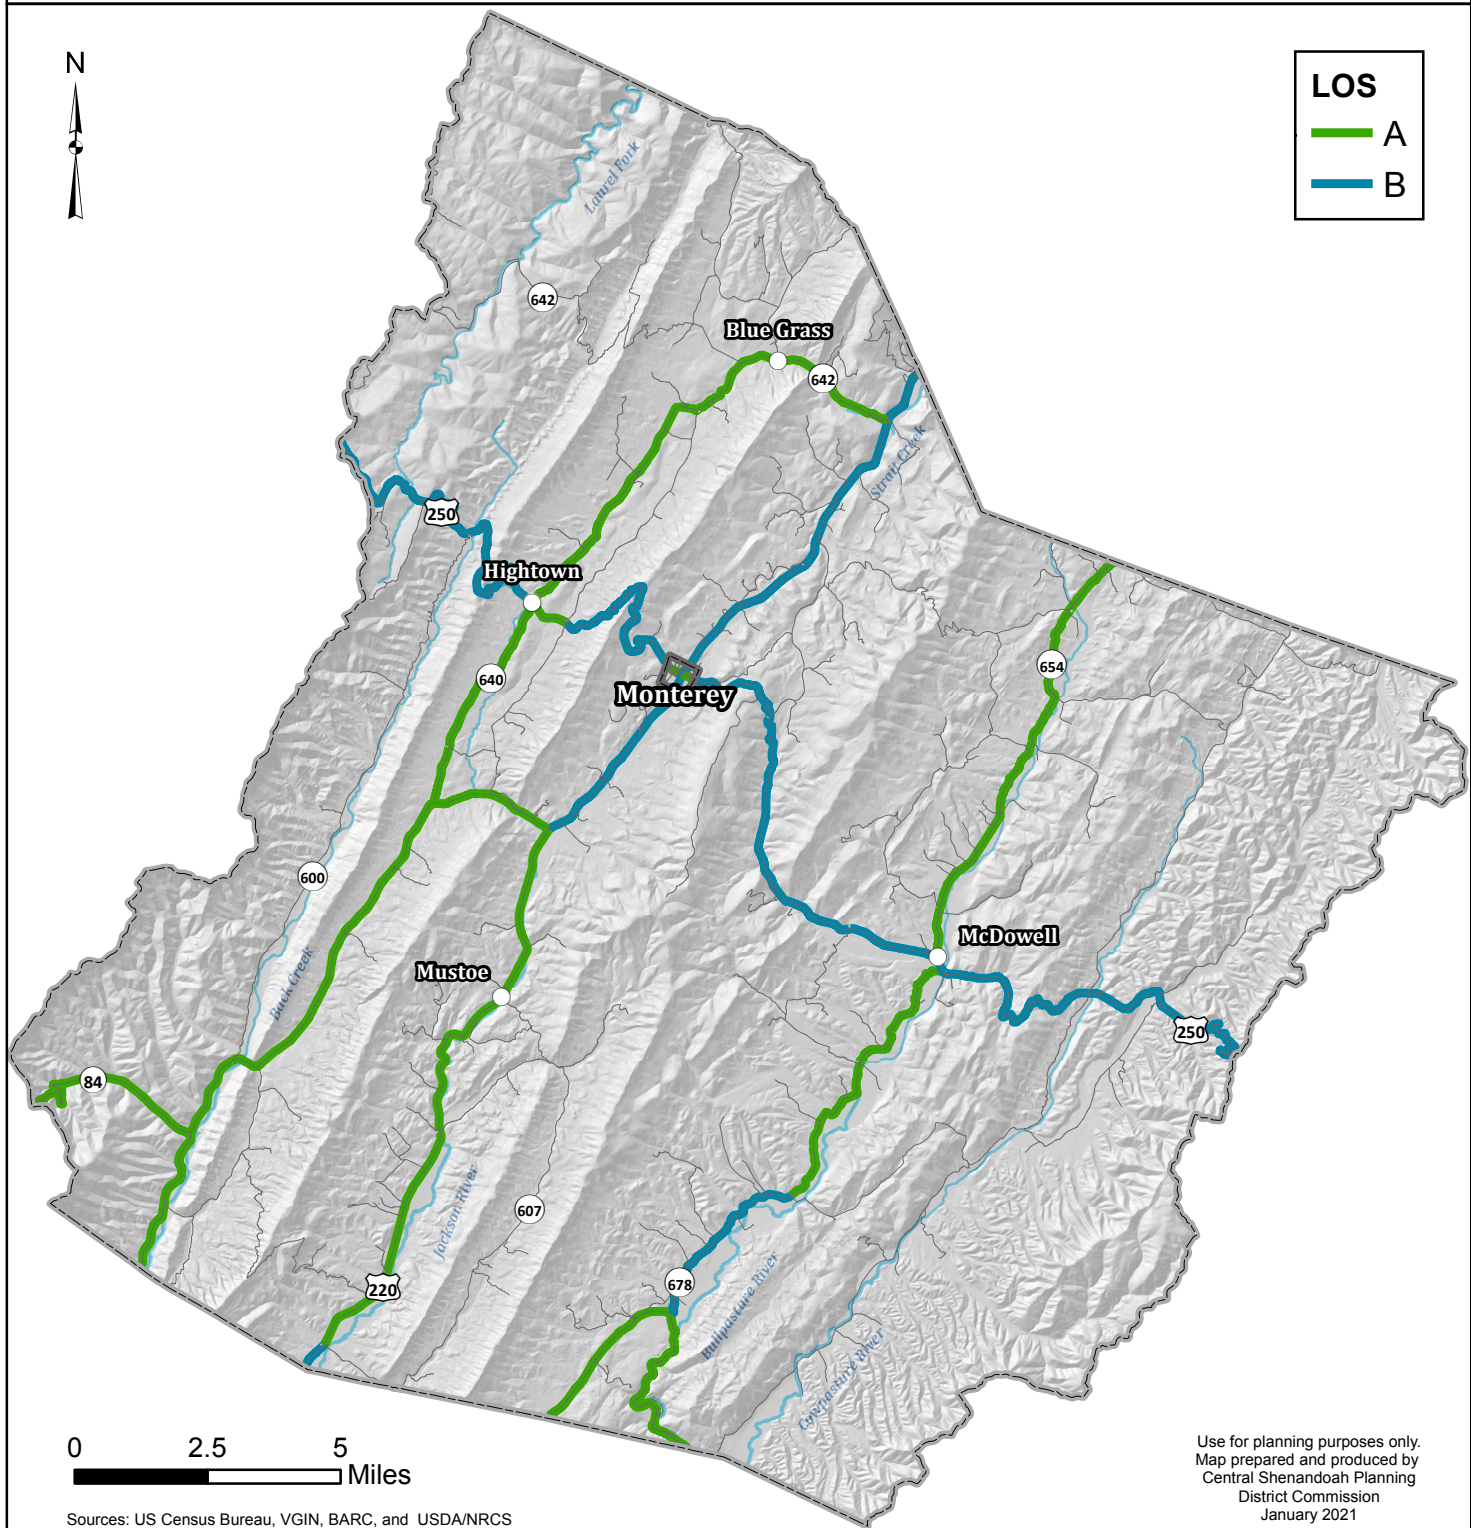 N
LOS
A
B
Laurel Fork
642
Blue Grass
642
Strait Creek
250
Hightown
640
654
Monterey
600
McDowell
Mustoe
Back Creek
250
84
Jackson River
607
220
678
Bullpasture River
Cowpasture River
0 2.5 5
Miles
Use for planning purposes only.
Map prepared and produced by
Central Shenandoah Planning
District Commission
January 2021
Sources: US Census Bureau, VGIN, BARC, and USDA/NRCS